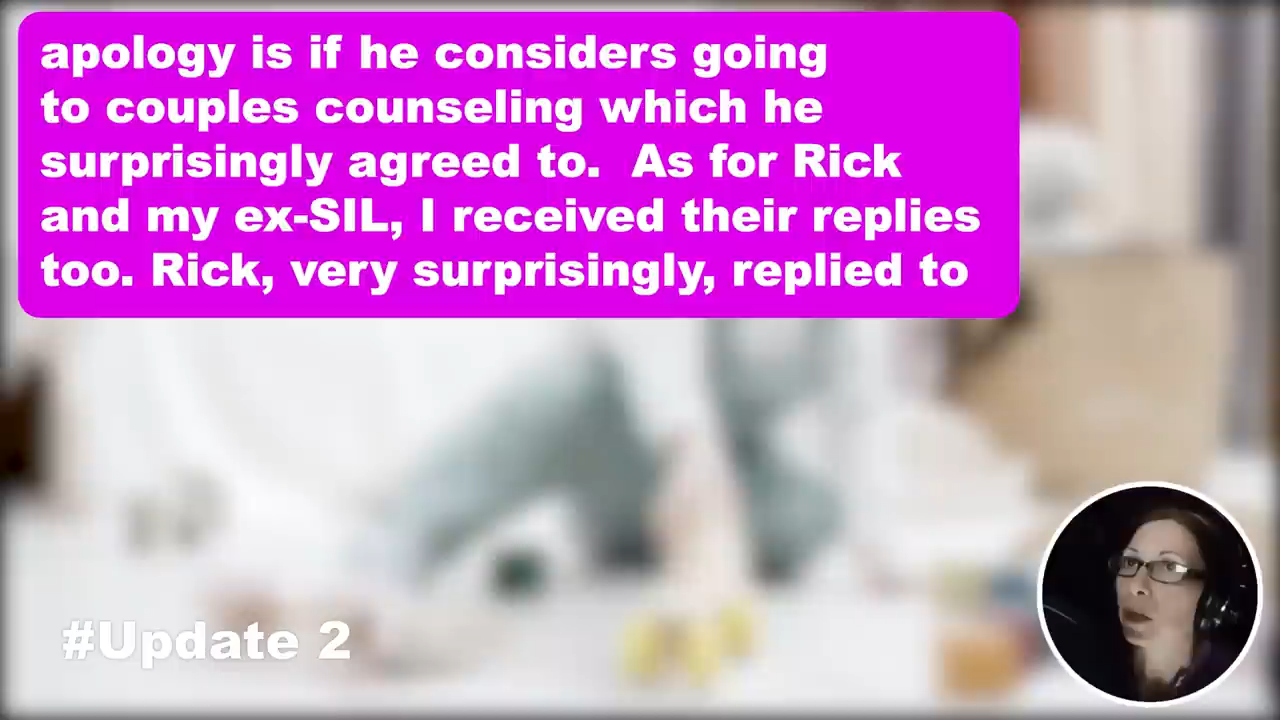 apology is if he considers going
to couples counseling which he
surprisingly agreed to.  As for Rick
and my ex-SIL, I received their replies
too. Rick, very surprisingly, replied to
#Update 2